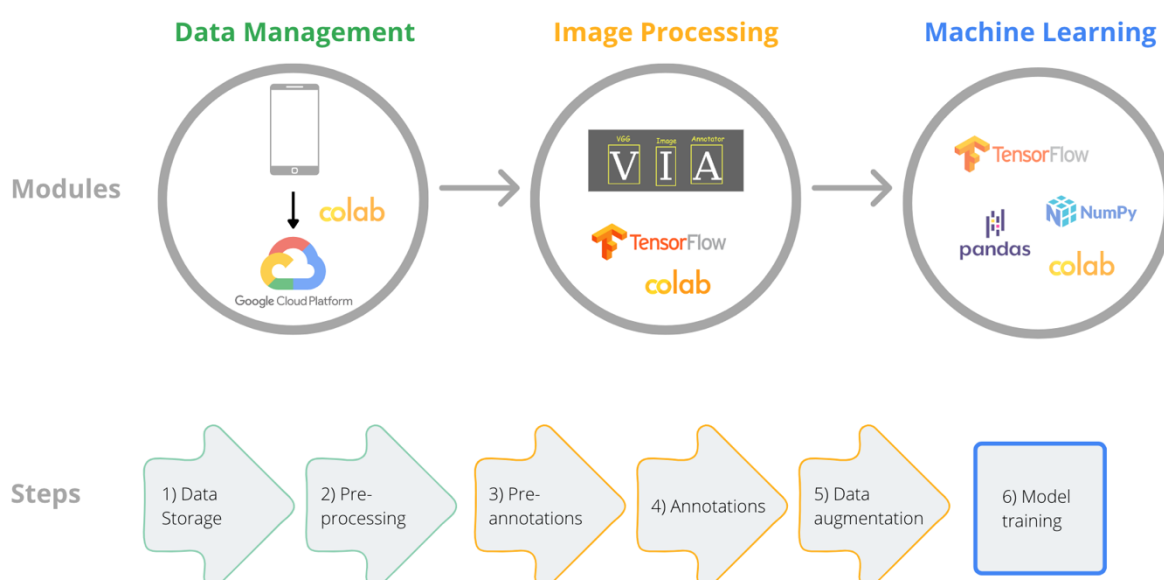 Data Management
Image Processing
Machine Learning
Modules
colab
Google Cloud Platform
VGG Image Annotator
V I A
TensorFlow
colab
TensorFlow
NumPy
pandas
colab
Steps
1) Data
Storage
2) Pre-
processing
3) Pre-
annotations
4) Annotations
5) Data
augmentation
6) Model
training